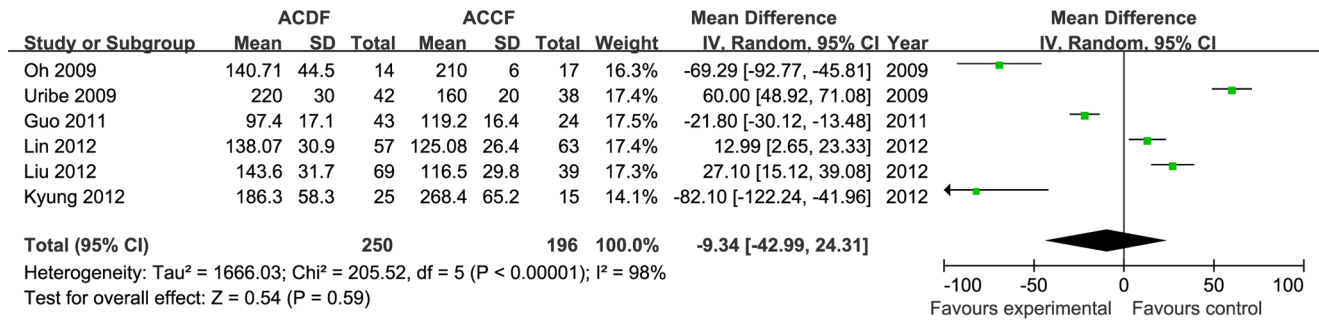 ACDF ACCF Mean Difference Mean Difference
Study or Subgroup Mean SD Total Mean SD Total Weight IV, Random, 95% CI Year IV, Random, 95% CI
Oh 2009 140.71 44.5 14 210 6 17 16.3% -69.29 [-92.77, -45.81] 2009
Uribe 2009 220 30 42 160 20 38 17.4% 60.00 [48.92, 71.08] 2009
Guo 2011 97.4 17.1 43 119.2 16.4 24 17.5% -21.80 [-30.12, -13.48] 2011
Lin 2012 138.07 30.9 57 125.08 26.4 63 17.4% 12.99 [2.65, 23.33] 2012
Liu 2012 143.6 31.7 69 116.5 29.8 39 17.3% 27.10 [15.12, 39.08] 2012
Kyung 2012 186.3 58.3 25 268.4 65.2 15 14.1% -82.10 [-122.24, -41.96] 2012
Total (95% CI) 250 196 100.0% -9.34 [-42.99, 24.31]
Heterogeneity: Tau² = 1666.03; Chi² = 205.52, df = 5 (P < 0.00001); I² = 98%
Test for overall effect: Z = 0.54 (P = 0.59)
-100 -50 0 50 100
Favours experimental Favours control